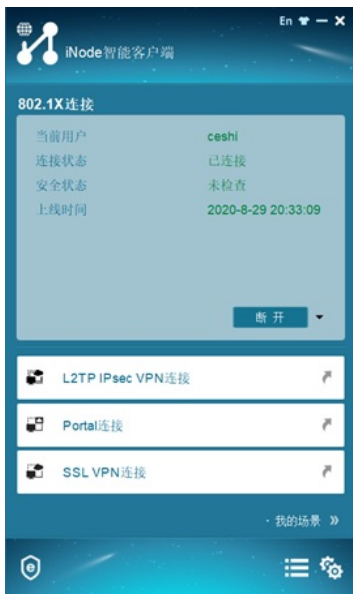 En
iNode智能客户端
802.1X连接
当前用户 ceshi
连接状态 已连接
安全状态 未检查
上线时间 2020-8-29 20:33:09
断 开
L2TP IPsec VPN连接
Portal连接
SSL VPN连接
· 我的场景 »
e